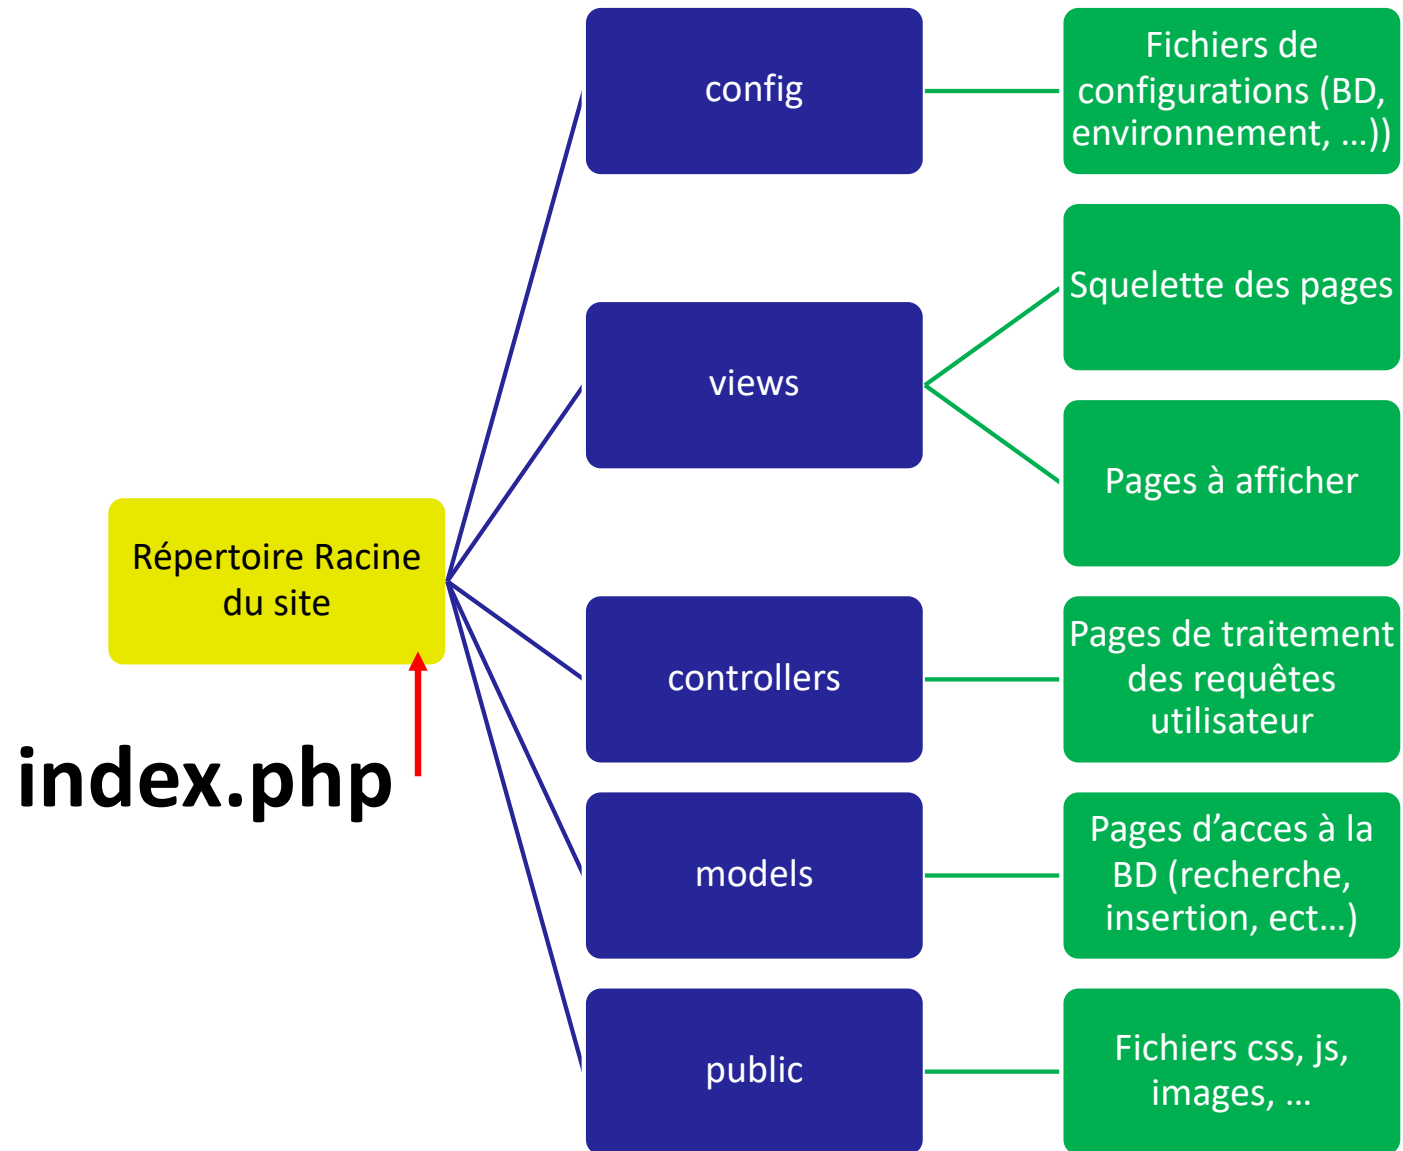 config
Fichiers de
configurations (BD,
environnement, …))
views
Squelette des pages
Pages à afficher
Répertoire Racine
du site
index.php
controllers
Pages de traitement
des requêtes
utilisateur
models
Pages d’acces à la
BD (recherche,
insertion, ect…)
public
Fichiers css, js,
images, …